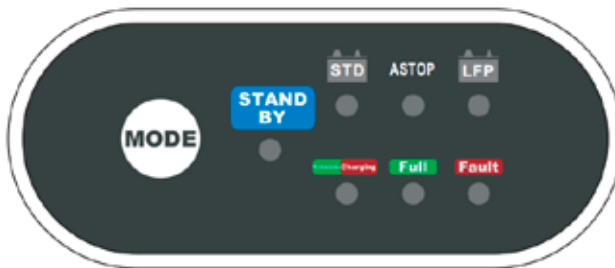 STD ASTOP LFP
STAND
BY
MODE
Charging Full Fault